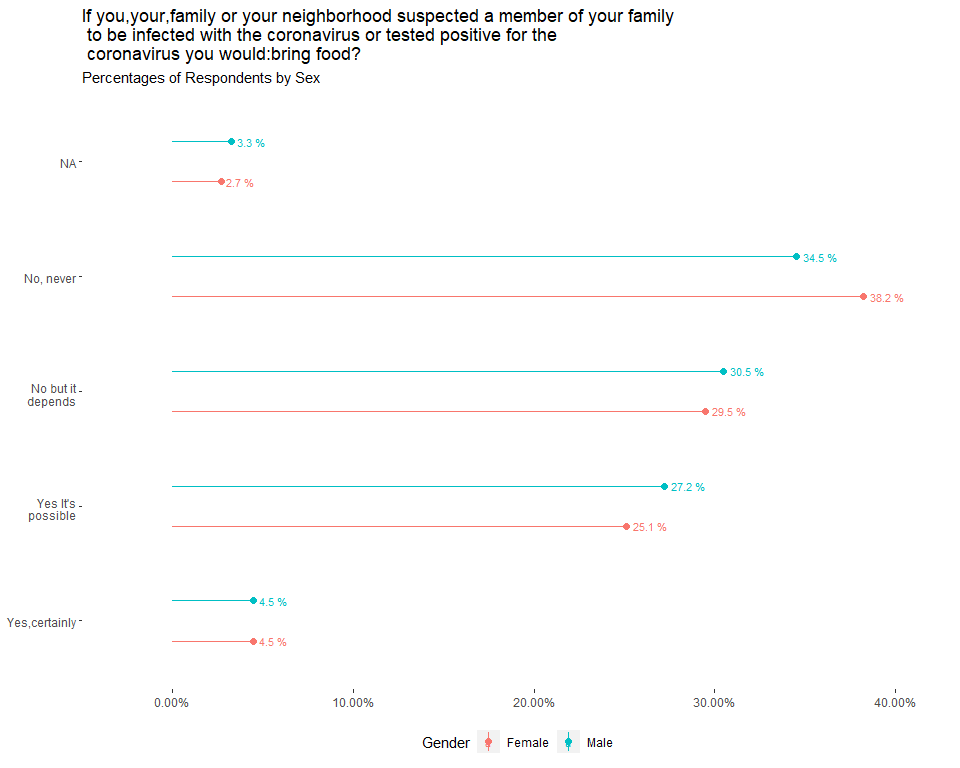 If you,your,family or your neighborhood suspected a member of your family
to be infected with the coronavirus or tested positive for the
coronavirus you would:bring food?
Percentages of Respondents by Sex
NA
3.3 %
2.7 %
No, never
34.5 %
38.2 %
No but it
depends
30.5 %
29.5 %
Yes It's
possible
27.2 %
25.1 %
Yes,certainly
4.5 %
4.5 %
0.00% 10.00% 20.00% 30.00% 40.00%
Gender Female Male